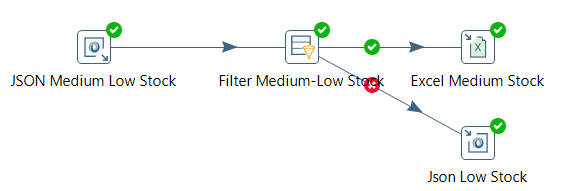 JSON Medium Low Stock
Filter Medium-Low Stock
Excel Medium Stock
Json Low Stock